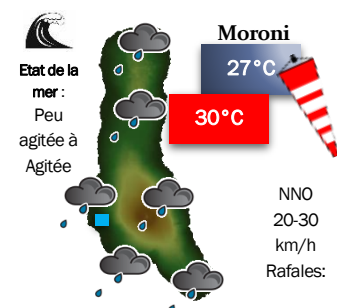 Moroni
27°C
30°C
Etat de la
mer :
Peu
agitée à
Agitée
NNO
20-30
km/h
Rafales: